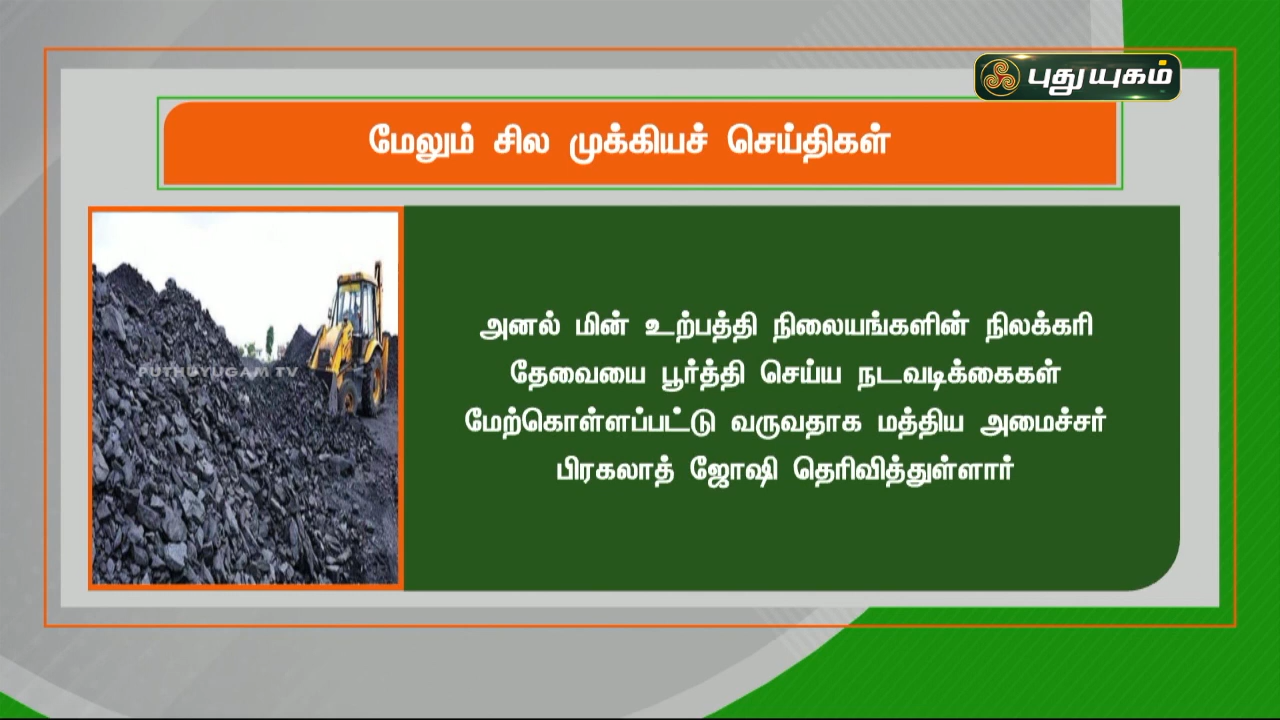 புதுயுகம்
மேலும் சில முக்கியச் செய்திகள்
அனல் மின் உற்பத்தி நிலையங்களின் நிலக்கரி
தேவையை பூர்த்தி செய்ய நடவடிக்கைகள்
மேற்கொள்ளப்பட்டு வருவதாக மத்திய அமைச்சர்
பிரகலாத் ஜோஷி தெரிவித்துள்ளார்
PUTHUYUGAM TV